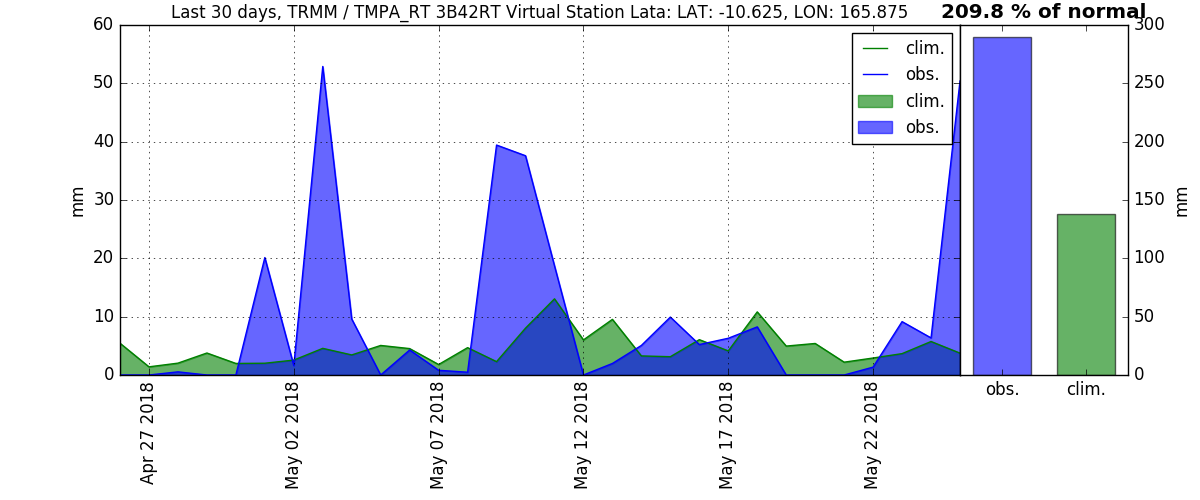 Last 30 days, TRMM / TMPA_RT 3B42RT Virtual Station Lata: LAT: -10.625, LON: 165.875
209.8 % of normal
60
50
40
30
20
10
0
mm
clim.
obs.
clim.
obs.
Apr 27 2018
May 02 2018
May 07 2018
May 12 2018
May 17 2018
May 22 2018
300
250
200
150
100
50
0
mm
obs.
clim.